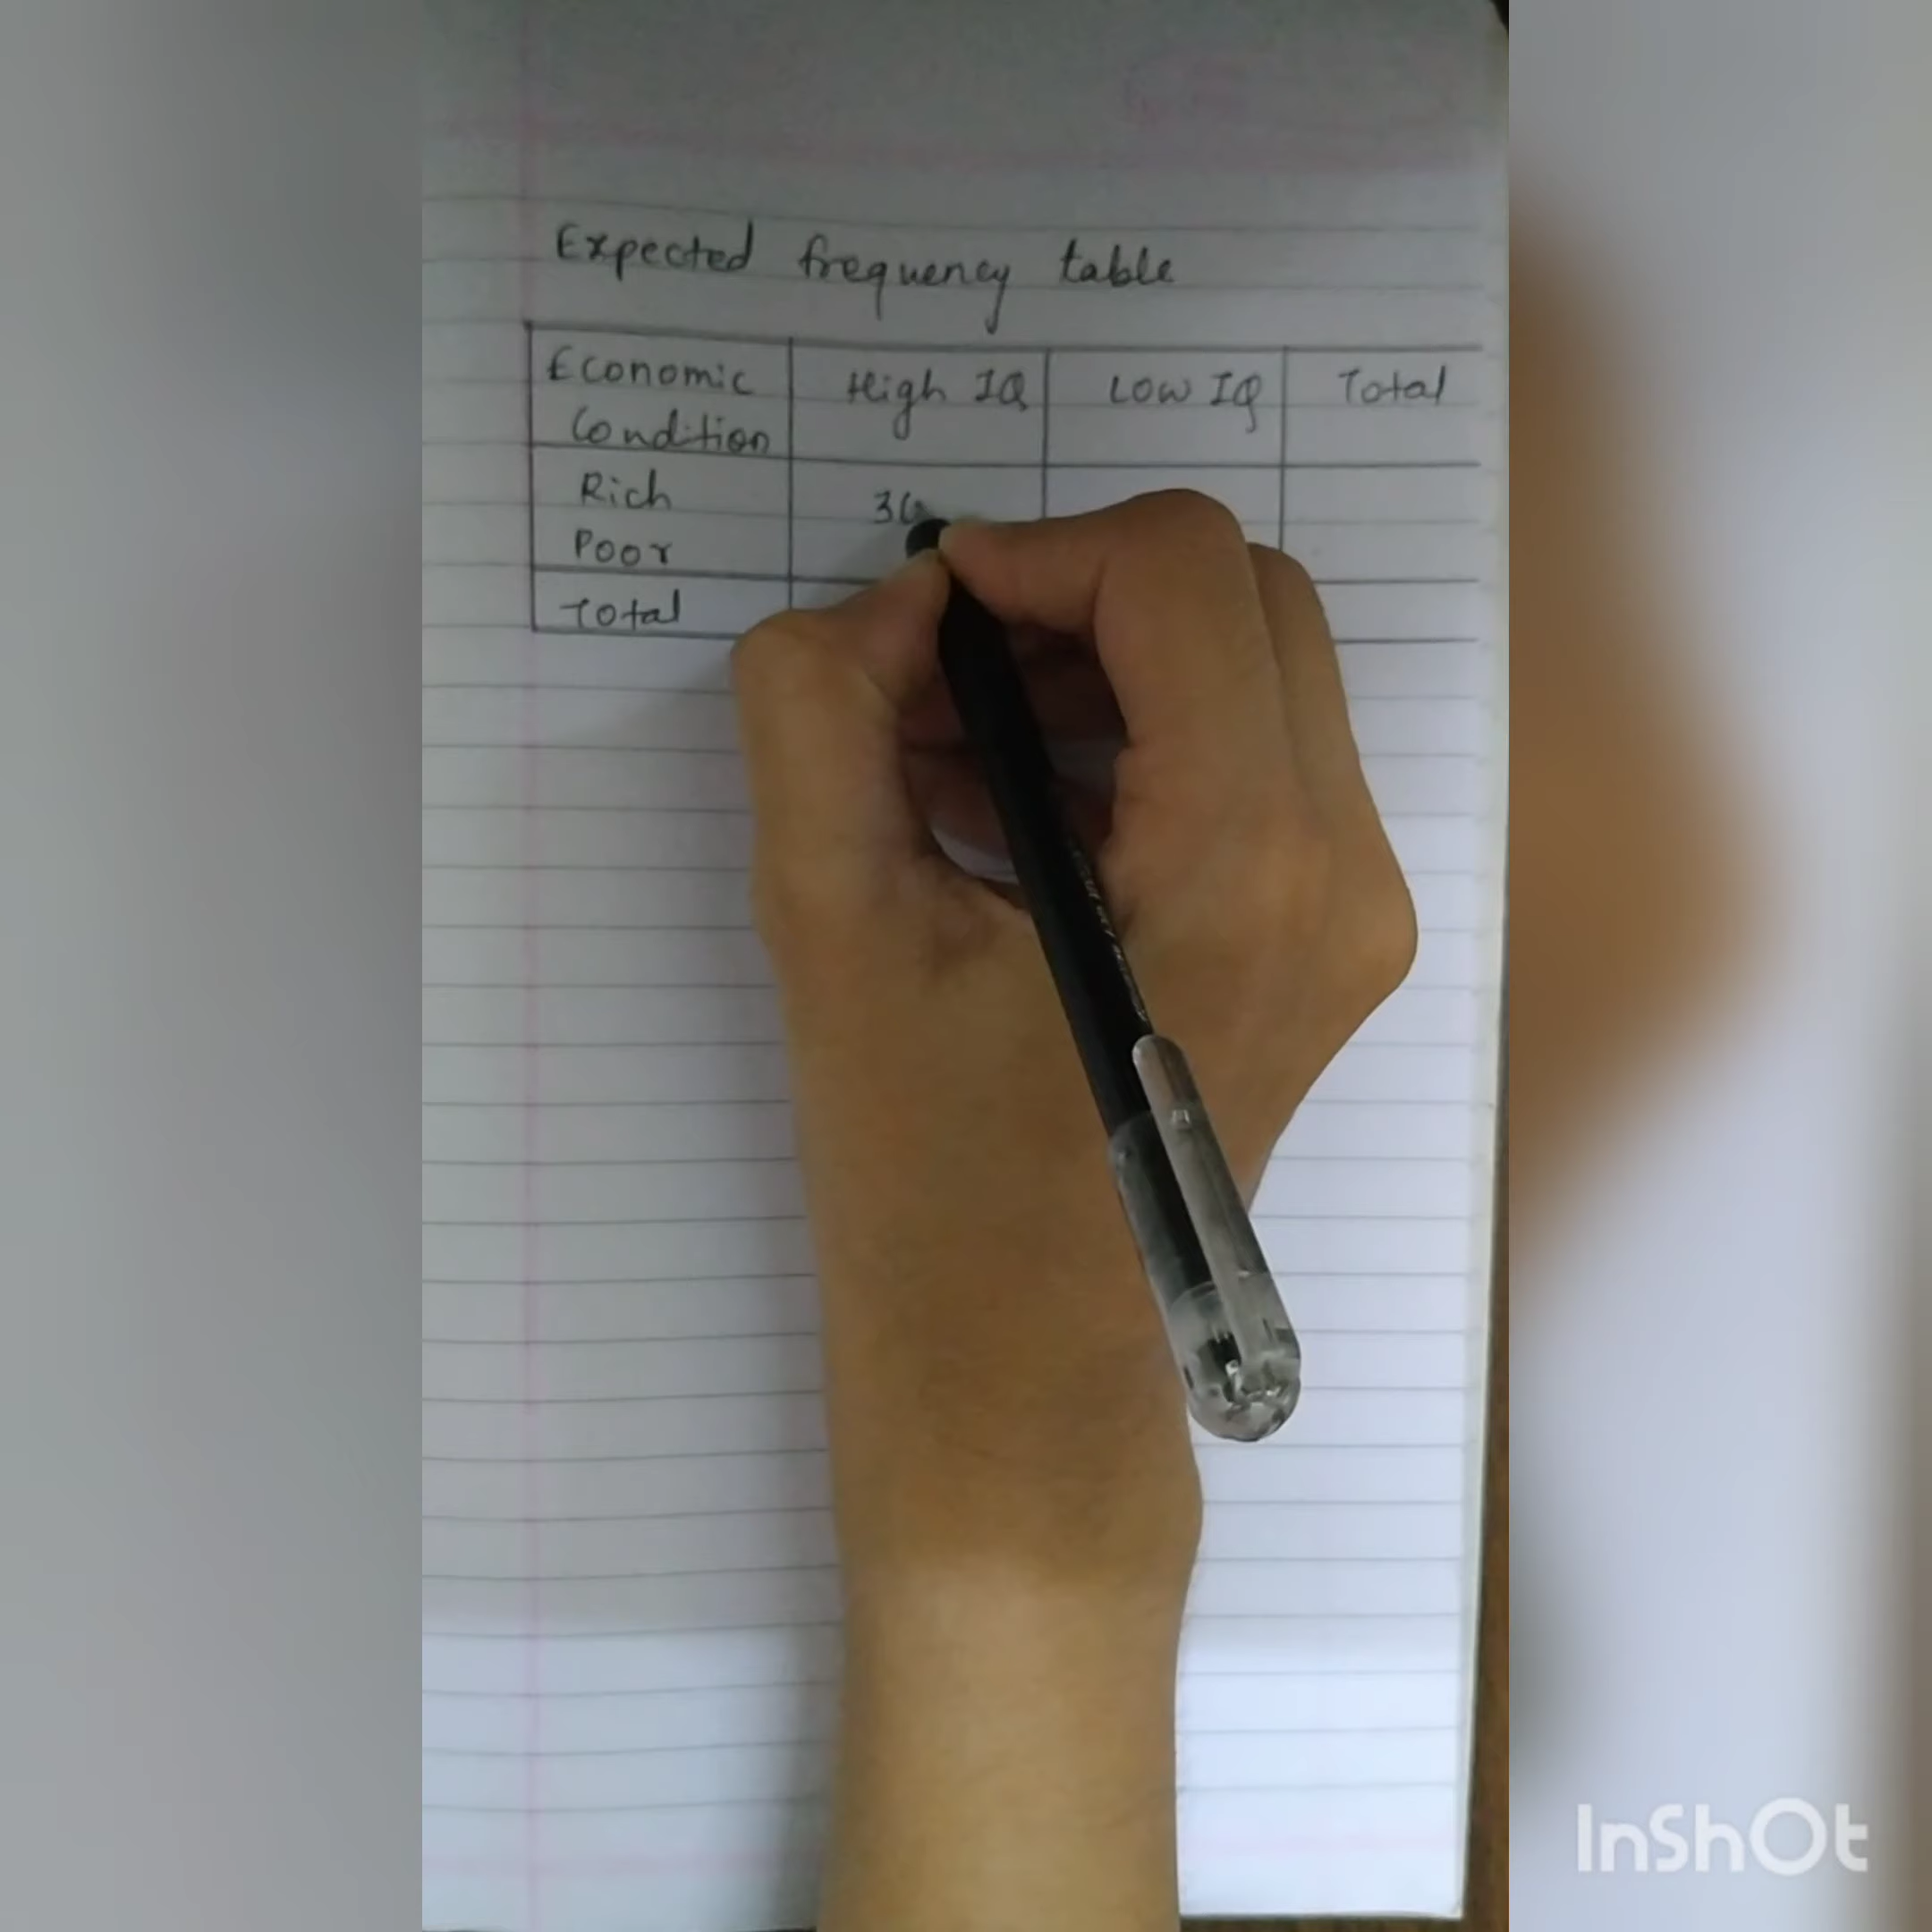 Expected frequency table
Economic Condition High IQ Low IQ Total
Rich
Poor
Total
InShOt